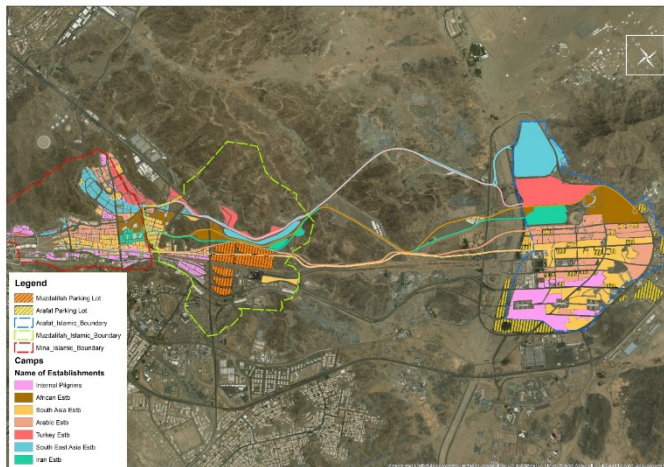 Legend
Muzdalifah Parking Lot
Arafat Parking Lot
Arafat_Islamic_Boundary
Muzdalifah_Islamic_Boundary
Mina_Islamic_Boundary
Camps
Name of Establishments
Internal Pilgrims
African Estb
South Asia Estb
Arabic Estb
Turkey Estb
South East Asia Estb
Iran Estb